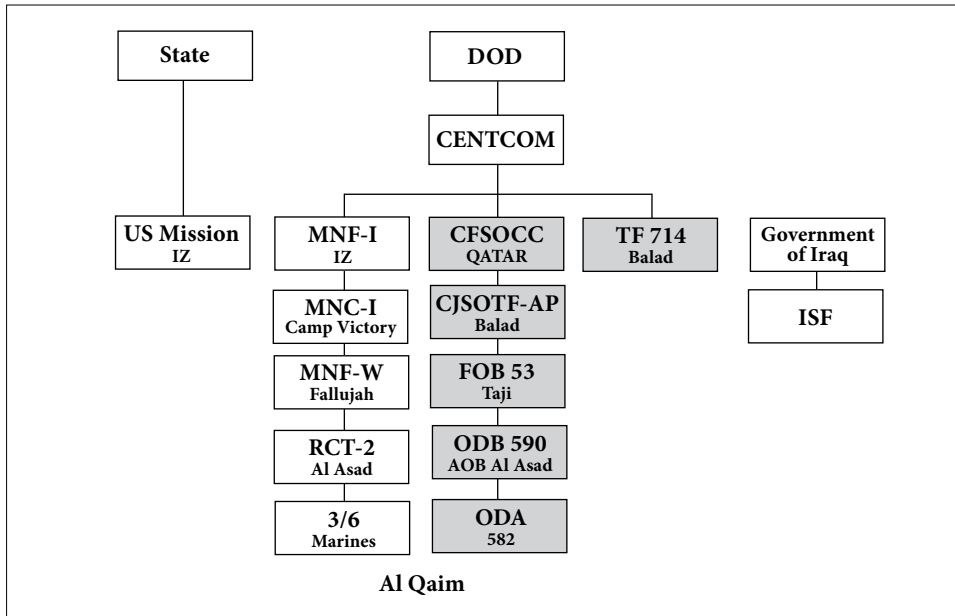 State
DOD
CENTCOM
US Mission
IZ
MNF-I
IZ
CFSOCC
QATAR
TF 714
Balad
Government
of Iraq
MNC-I
Camp Victory
CJSOTF-AP
Balad
ISF
MNF-W
Fallujah
FOB 53
Taji
RCT-2
Al Asad
ODB 590
AOB Al Asad
3/6
Marines
ODA
582
Al Qaim